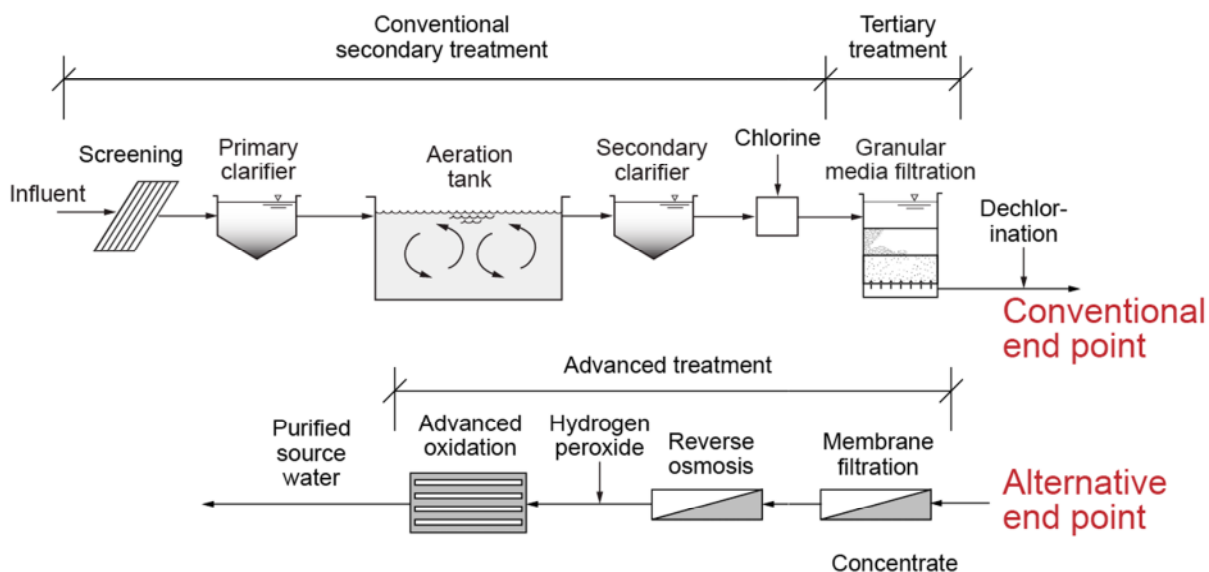 Conventional
secondary treatment
Tertiary
treatment
Screening
Primary
clarifier
Aeration
tank
Secondary
clarifier
Chlorine
Granular
media filtration
Influent
Dechlor-
ination
Conventional
end point
Advanced treatment
Purified
source
water
Advanced
oxidation
Hydrogen
peroxide
Reverse
osmosis
Membrane
filtration
Alternative
end point
Concentrate